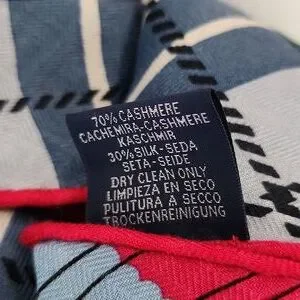 70% CASHMERE
CACHEMIRA-CASHMERE
KASCHMIR
30% SILK-SEDA
SETA-SEIDE
DRY CLEAN ONLY
LIMPIEZA EN SECO
PULITURA A SECCO
TROCKENREINIGUNG